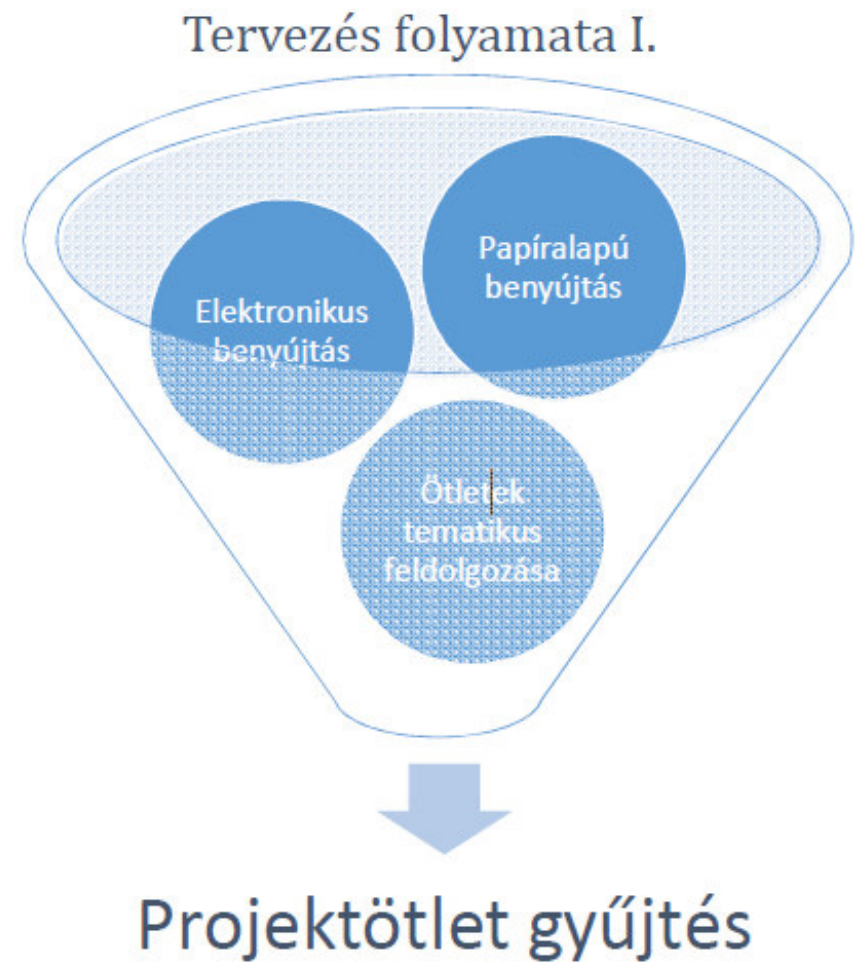 Tervezés folyamata I.
Papíralapú
benyújtás
Elektronikus
benyújtás
Ötletek
tematikus
feldolgozása
Projektötlet gyűjtés